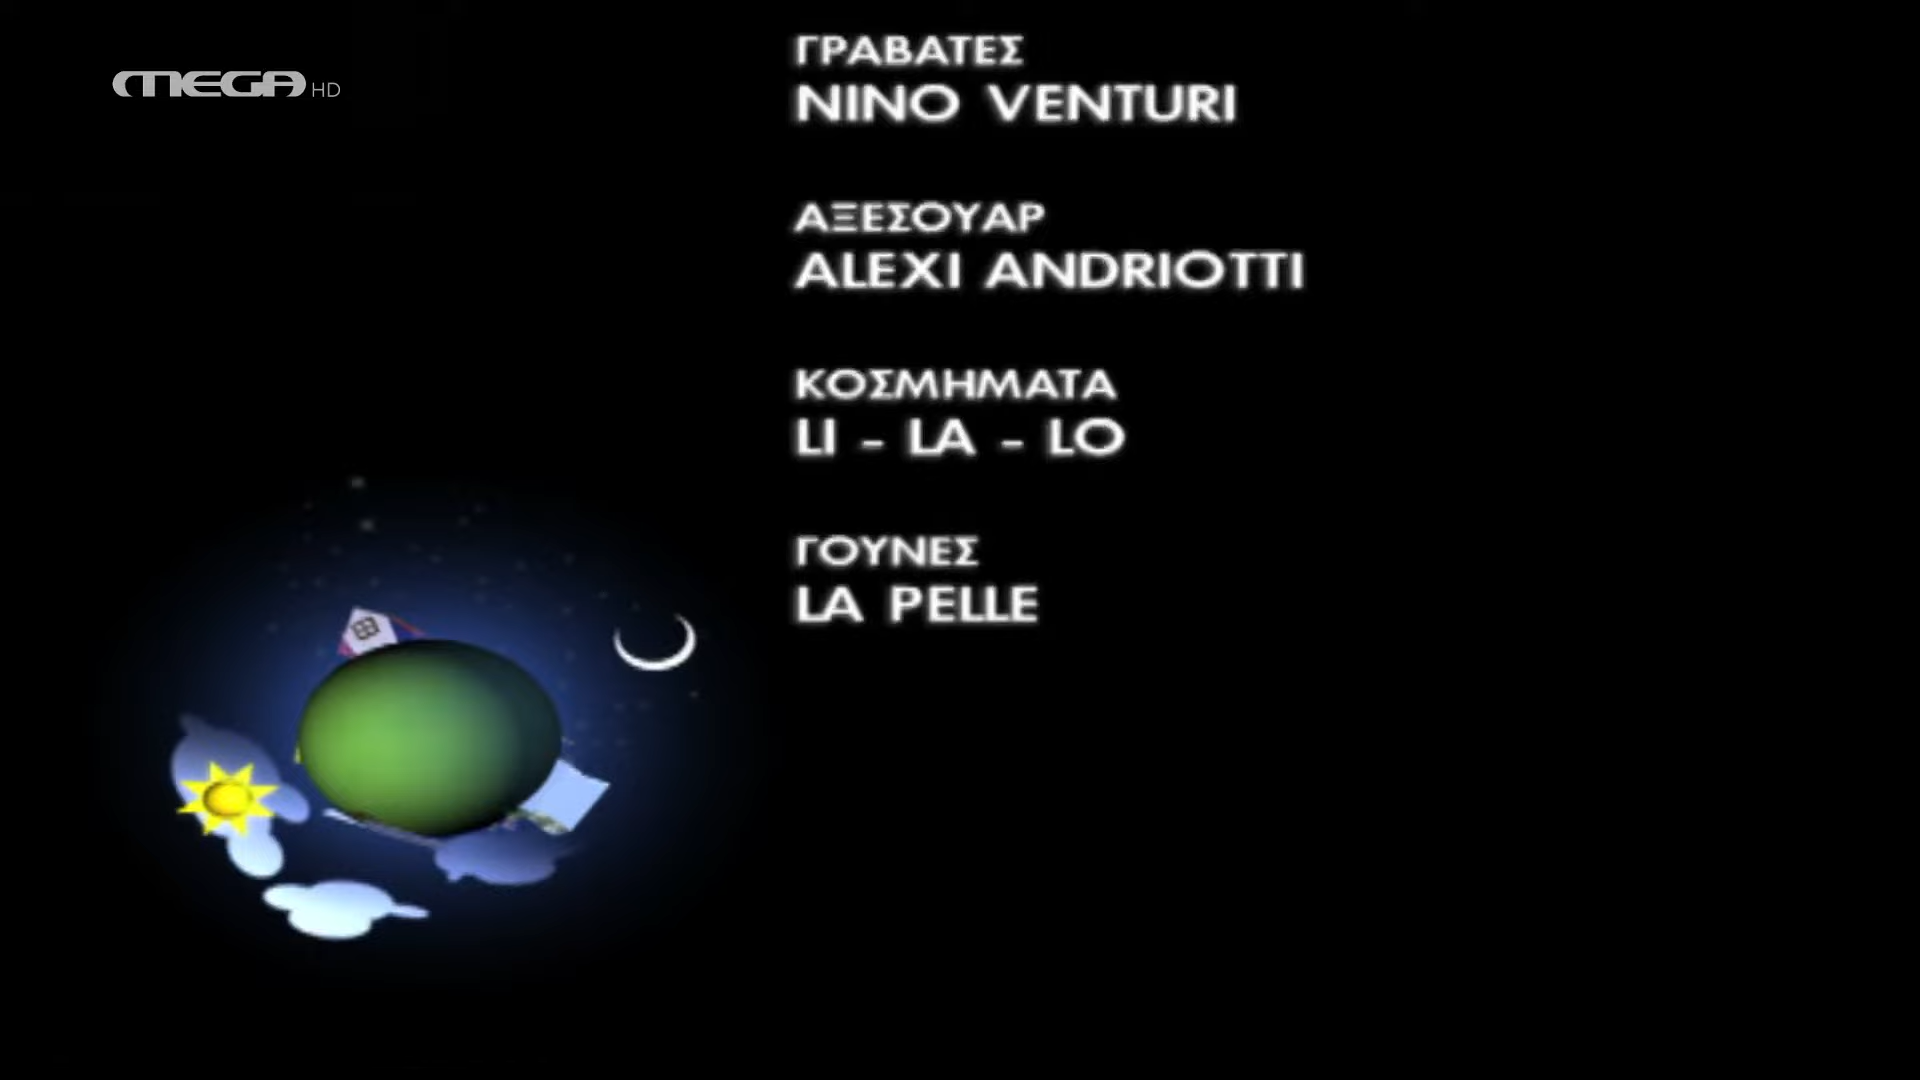 MEGA HD
ΓΡΑΒΑΤΕΣ
NINO VENTURI
ΑΞΕΣΟΥΑΡ
ALEXI ANDRIOTTI
ΚΟΣΜΗΜΑΤΑ
LI - LA - LO
ΓΟΥΝΕΣ
LA PELLE